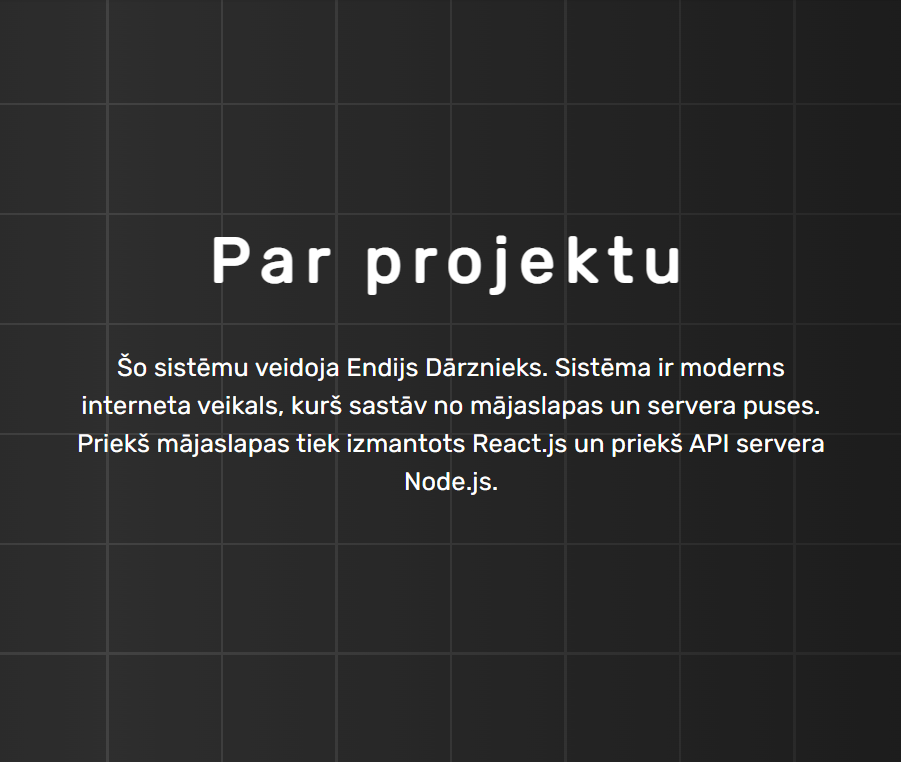 Par projektu
Šo sistēmu veidoja Endijs Dārznieks. Sistēma ir moderns
interneta veikals, kurš sastāv no mājaslapas un servera puses.
Priekš mājaslapas tiek izmantots React.js un priekš API servera
Node.js.